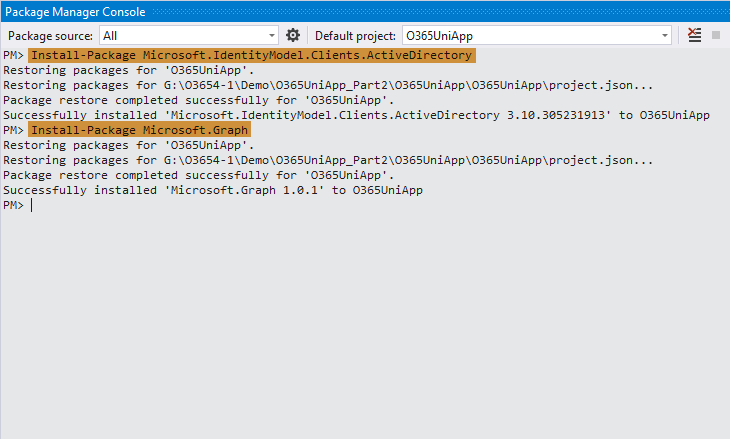 Package Manager Console
Package source: All Default project: O365UniApp
PM> Install-Package Microsoft.IdentityModel.Clients.ActiveDirectory
Restoring packages for 'O365UniApp'.
Restoring packages for G:\O3654-1\Demo\O365UniApp_Part2\O365UniApp\O365UniApp\project.json...
Package restore completed successfully for 'O365UniApp'.
Successfully installed 'Microsoft.IdentityModel.Clients.ActiveDirectory 3.10.305231913' to O365UniApp
PM> Install-Package Microsoft.Graph
Restoring packages for 'O365UniApp'.
Restoring packages for G:\O3654-1\Demo\O365UniApp_Part2\O365UniApp\O365UniApp\project.json...
Package restore completed successfully for 'O365UniApp'.
Successfully installed 'Microsoft.Graph 1.0.1' to O365UniApp
PM>